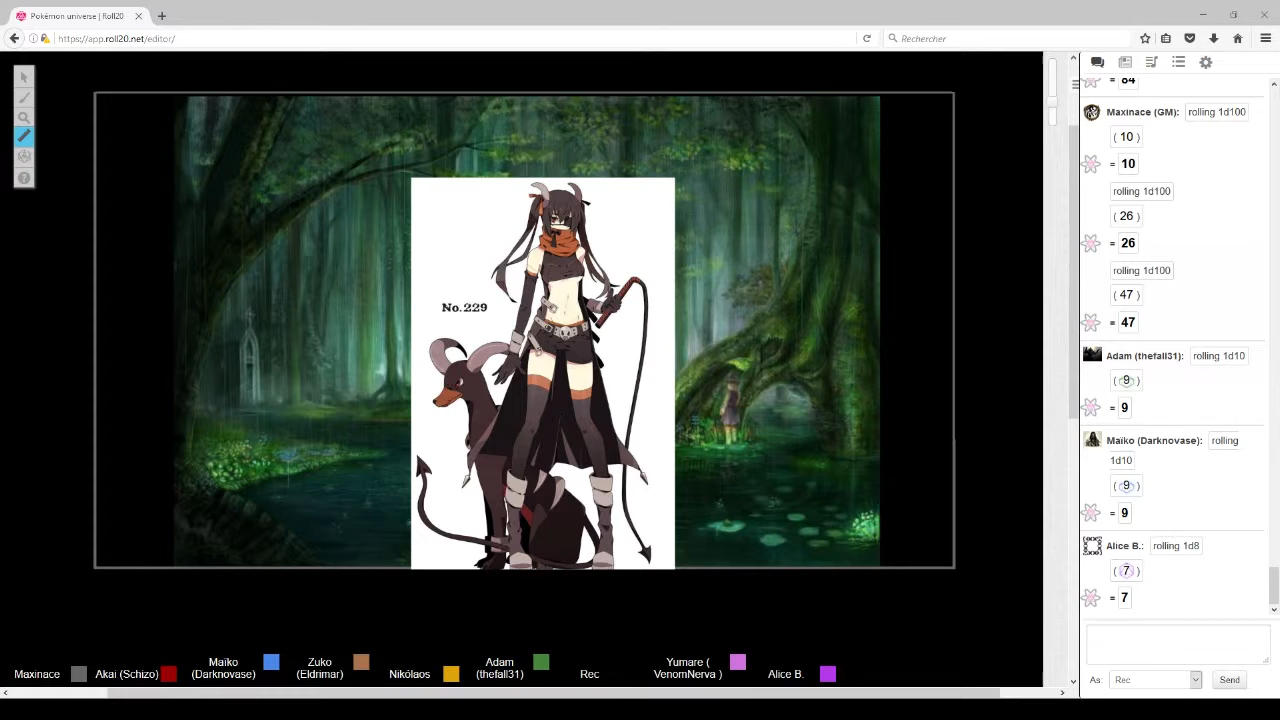 Pokémon universe | Roll20
https://app.roll20.net/editor/
Rechercher
= 84
Maxinace (GM): rolling 1d100
( 10 )
= 10
rolling 1d100
( 26 )
= 26
rolling 1d100
( 47 )
= 47
Adam (thefall31): rolling 1d10
( 9 )
= 9
Maïko (Darknovase): rolling
1d10
( 9 )
= 9
Alice B.: rolling 1d8
( 7 )
= 7
No.229
Maxinace
Akai (Schizo)
Maïko
(Darknovase)
Zuko
(Eldrimar)
Nikólaos
Adam
(thefall31)
Rec
Yumare (
VenomNerva )
Alice B.
As: Rec Send